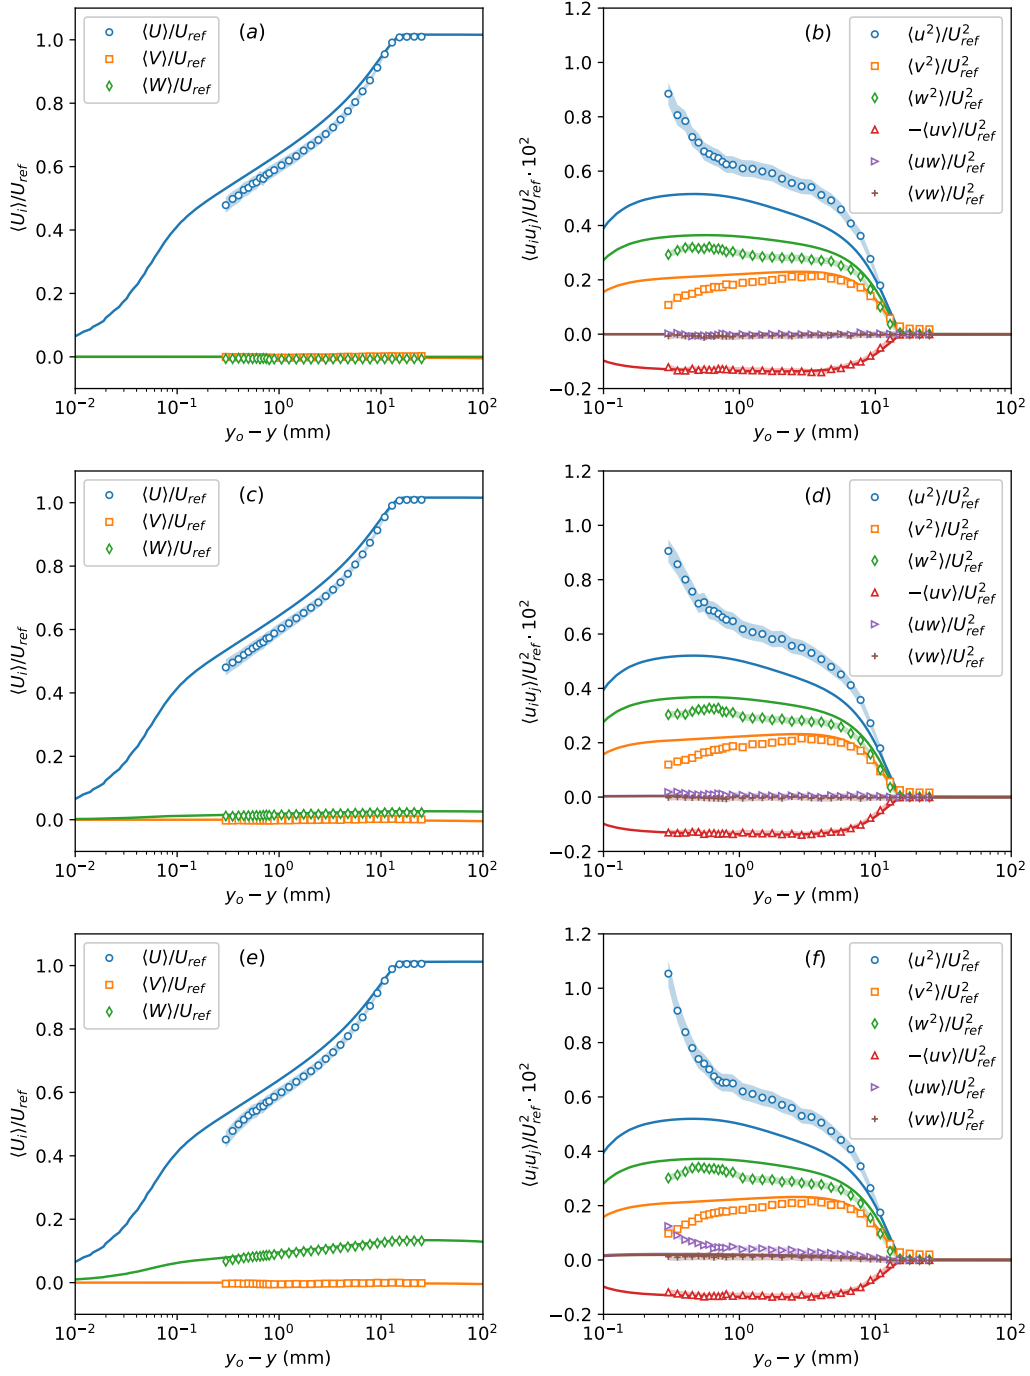 (a)
⟨U⟩/U_ref
⟨V⟩/U_ref
⟨W⟩/U_ref
1.0
0.8
0.6
0.4
0.2
0.0
⟨U_i⟩/U_ref
10^−2 10^−1 10^0 10^1 10^2
y_o − y (mm)
(b)
⟨u^2⟩/U_ref^2
⟨v^2⟩/U_ref^2
⟨w^2⟩/U_ref^2
−⟨uv⟩/U_ref^2
⟨uw⟩/U_ref^2
⟨vw⟩/U_ref^2
1.2
1.0
0.8
0.6
0.4
0.2
0.0
−0.2
⟨u_i u_j⟩/U_ref^2 · 10^2
10^−1 10^0 10^1 10^2
y_o − y (mm)
(c)
⟨U⟩/U_ref
⟨V⟩/U_ref
⟨W⟩/U_ref
1.0
0.8
0.6
0.4
0.2
0.0
⟨U_i⟩/U_ref
10^−2 10^−1 10^0 10^1 10^2
y_o − y (mm)
(d)
⟨u^2⟩/U_ref^2
⟨v^2⟩/U_ref^2
⟨w^2⟩/U_ref^2
−⟨uv⟩/U_ref^2
⟨uw⟩/U_ref^2
⟨vw⟩/U_ref^2
1.2
1.0
0.8
0.6
0.4
0.2
0.0
−0.2
⟨u_i u_j⟩/U_ref^2 · 10^2
10^−1 10^0 10^1 10^2
y_o − y (mm)
(e)
⟨U⟩/U_ref
⟨V⟩/U_ref
⟨W⟩/U_ref
1.0
0.8
0.6
0.4
0.2
0.0
⟨U_i⟩/U_ref
10^−2 10^−1 10^0 10^1 10^2
y_o − y (mm)
(f)
⟨u^2⟩/U_ref^2
⟨v^2⟩/U_ref^2
⟨w^2⟩/U_ref^2
−⟨uv⟩/U_ref^2
⟨uw⟩/U_ref^2
⟨vw⟩/U_ref^2
1.2
1.0
0.8
0.6
0.4
0.2
0.0
−0.2
⟨u_i u_j⟩/U_ref^2 · 10^2
10^−1 10^0 10^1 10^2
y_o − y (mm)